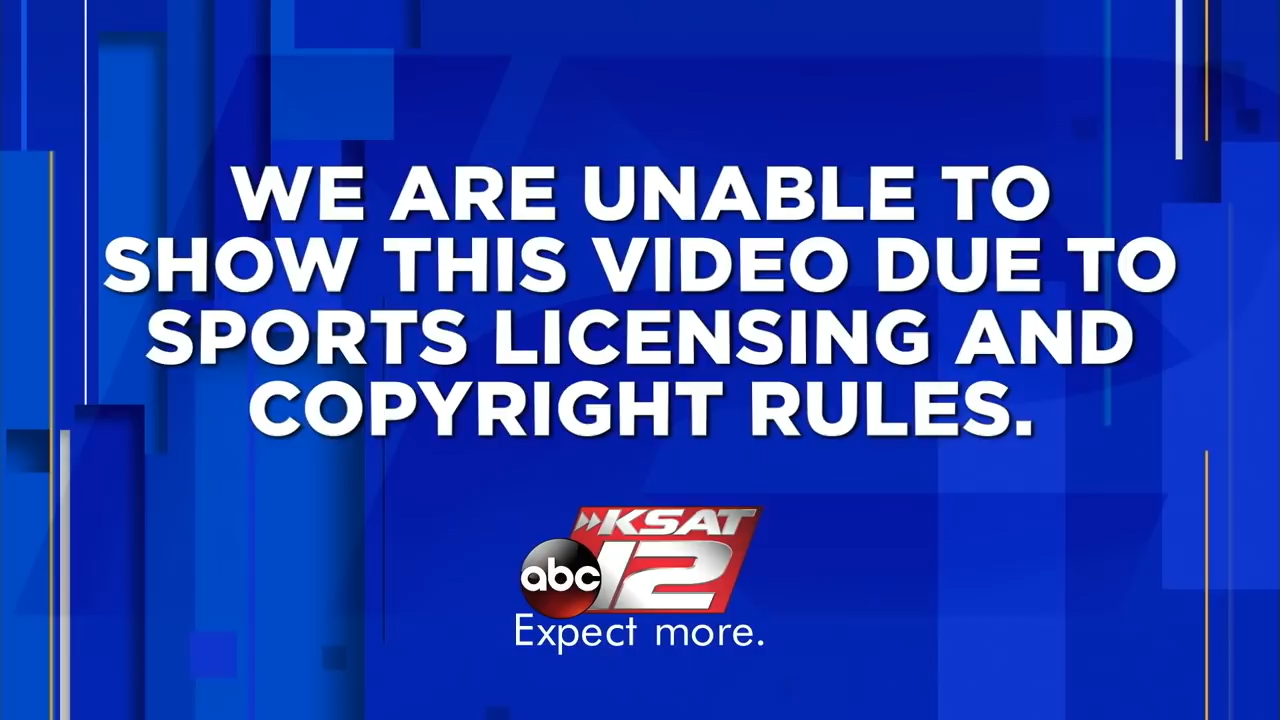 WE ARE UNABLE TO
SHOW THIS VIDEO DUE TO
SPORTS LICENSING AND
COPYRIGHT RULES.
KSAT
abc 12
Expect more.